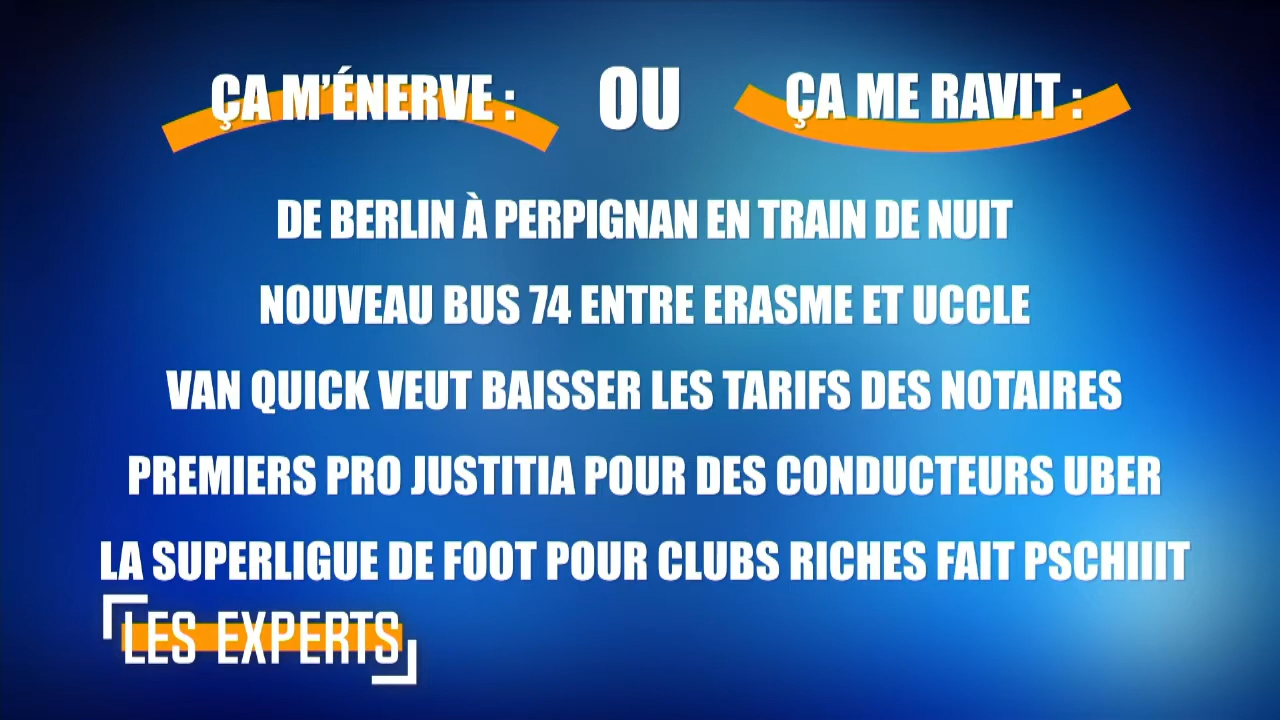 ÇA M'ÉNERVE : OU ÇA ME RAVIT :
DE BERLIN À PERPIGNAN EN TRAIN DE NUIT
NOUVEAU BUS 74 ENTRE ERASME ET UCCLE
VAN QUICK VEUT BAISSER LES TARIFS DES NOTAIRES
PREMIERS PRO JUSTITIA POUR DES CONDUCTEURS UBER
LA SUPERLIGUE DE FOOT POUR CLUBS RICHES FAIT PSCHIIIT
LES EXPERTS